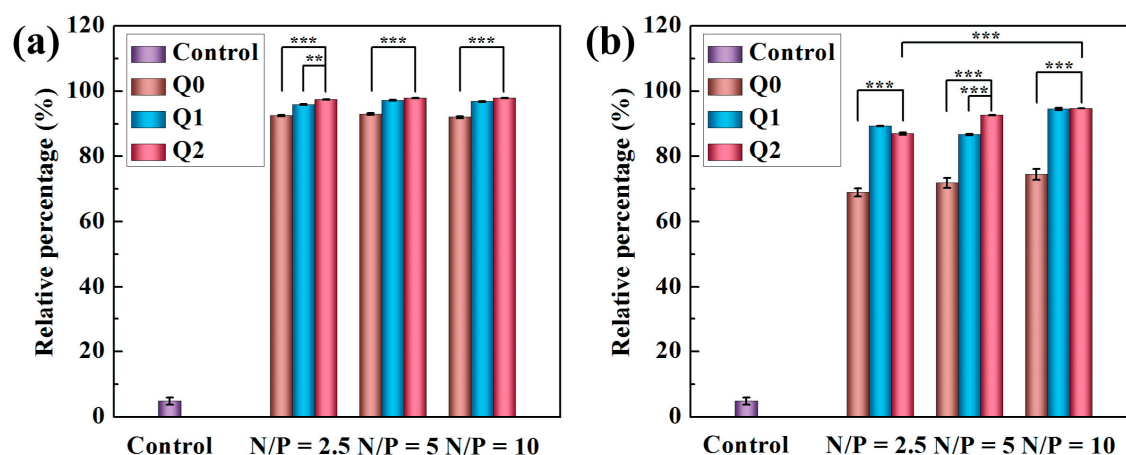 (a)
Relative percentage (%)
120
100
80
60
40
20
0
Control
Q0
Q1
Q2
***
**
***
***
Control
N/P = 2.5
N/P = 5
N/P = 10
(b)
Relative percentage (%)
120
100
80
60
40
20
0
Control
Q0
Q1
Q2
***
***
***
***
***
Control
N/P = 2.5
N/P = 5
N/P = 10